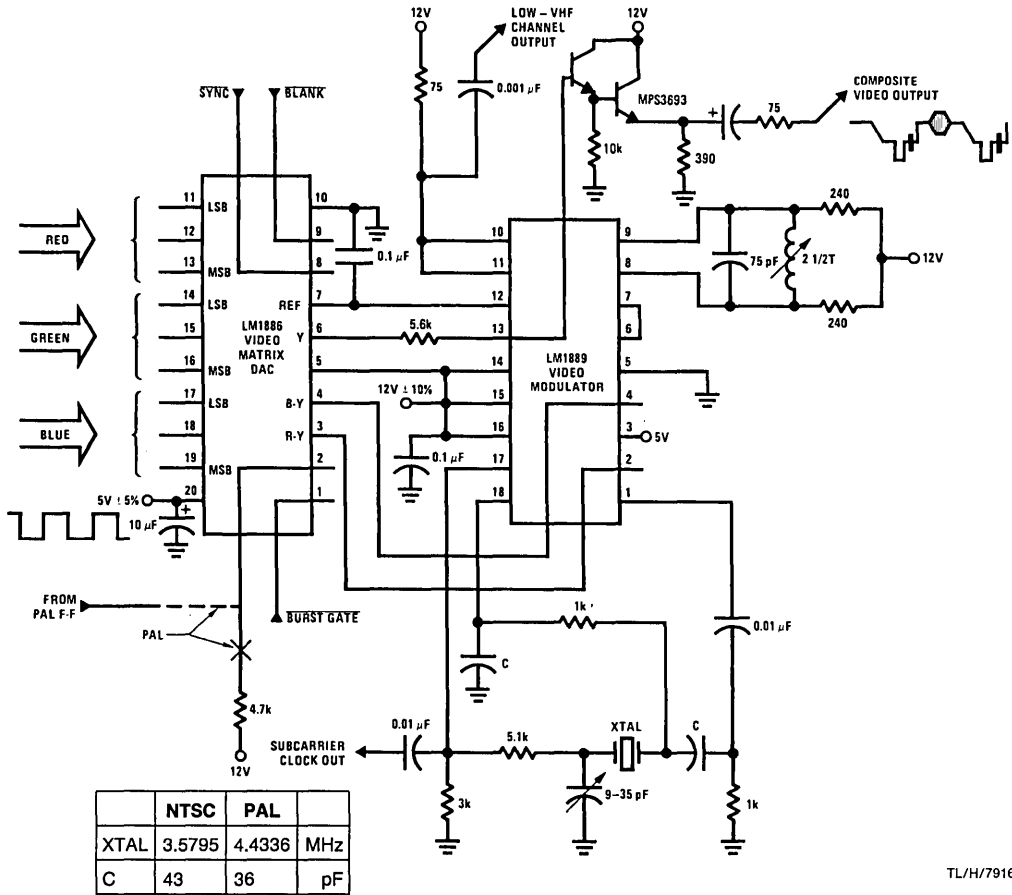 12V
LOW – VHF
CHANNEL
OUTPUT
12V
75
0.001 µF
SYNC
BLANK
MPS3693
COMPOSITE
VIDEO OUTPUT
+
75
10k
390
11 LSB
12
13 MSB
14 LSB
15
16 MSB
17 LSB
18
19 MSB
20
RED
GREEN
BLUE
10
9
8
REF 7
Y 6
5
B-Y 4
R-Y 3
2
1
LM1886
VIDEO
MATRIX
DAC
0.1 µF
5.6k
12V ± 10%
0.1 µF
10
11
12
13
14
15
16
17
18
LM1889
VIDEO
MODULATOR
9
8
7
6
5
4
3
2
1
5V
240
75 pF
2 1/2T
12V
240
5V ± 5%
+
10 µF
FROM
PAL F-F
PAL
BURST GATE
4.7k
12V
1k
C
0.01 µF
0.01 µF
SUBCARRIER
CLOCK OUT
5.1k
XTAL
C
3k
9–35 pF
1k
NTSC PAL
XTAL 3.5795 4.4336 MHz
C 43 36 pF
TL/H/7916